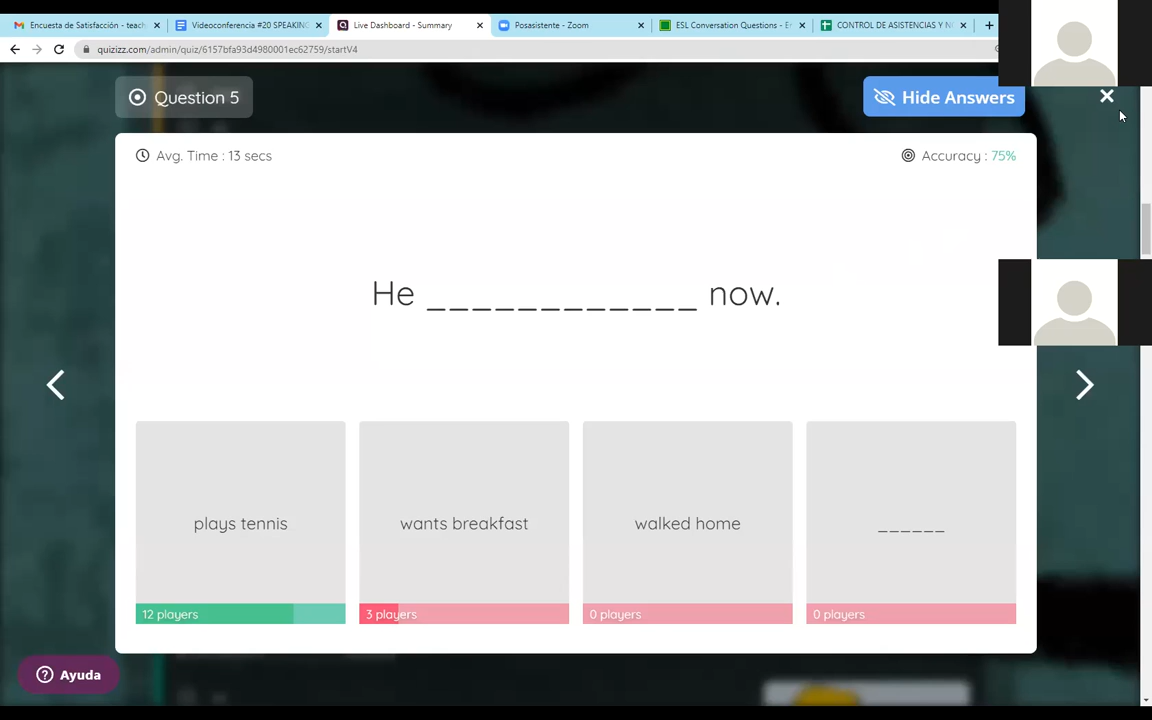 Encuesta de Satisfacción - teach
Videoconferencia #20 SPEAKING
Live Dashboard - Summary
Posasistente - Zoom
ESL Conversation Questions - En
CONTROL DE ASISTENCIAS Y N
quizizz.com/admin/quiz/6157bfa93d4980001ec62759/startV4
Question 5
Hide Answers
Avg. Time : 13 secs
Accuracy : 75%
He ____________ now.
plays tennis
wants breakfast
walked home
______
12 players
3 players
0 players
0 players
Ayuda